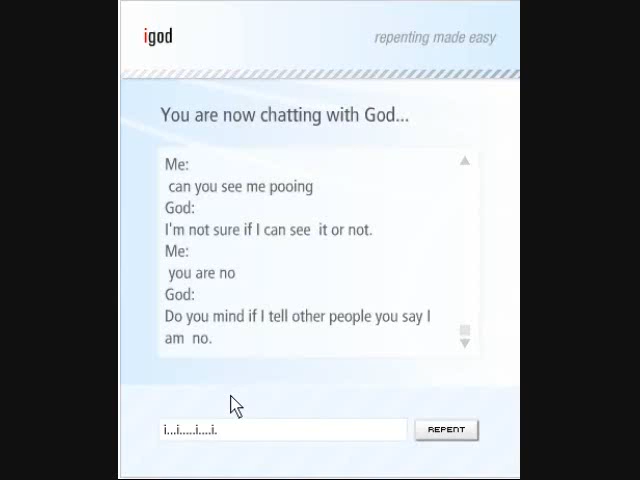 igod
repenting made easy
You are now chatting with God...
Me:
can you see me pooing
God:
I'm not sure if I can see it or not.
Me:
you are no
God:
Do you mind if I tell other people you say I
am no.
i...i.....i....i.
REPENT